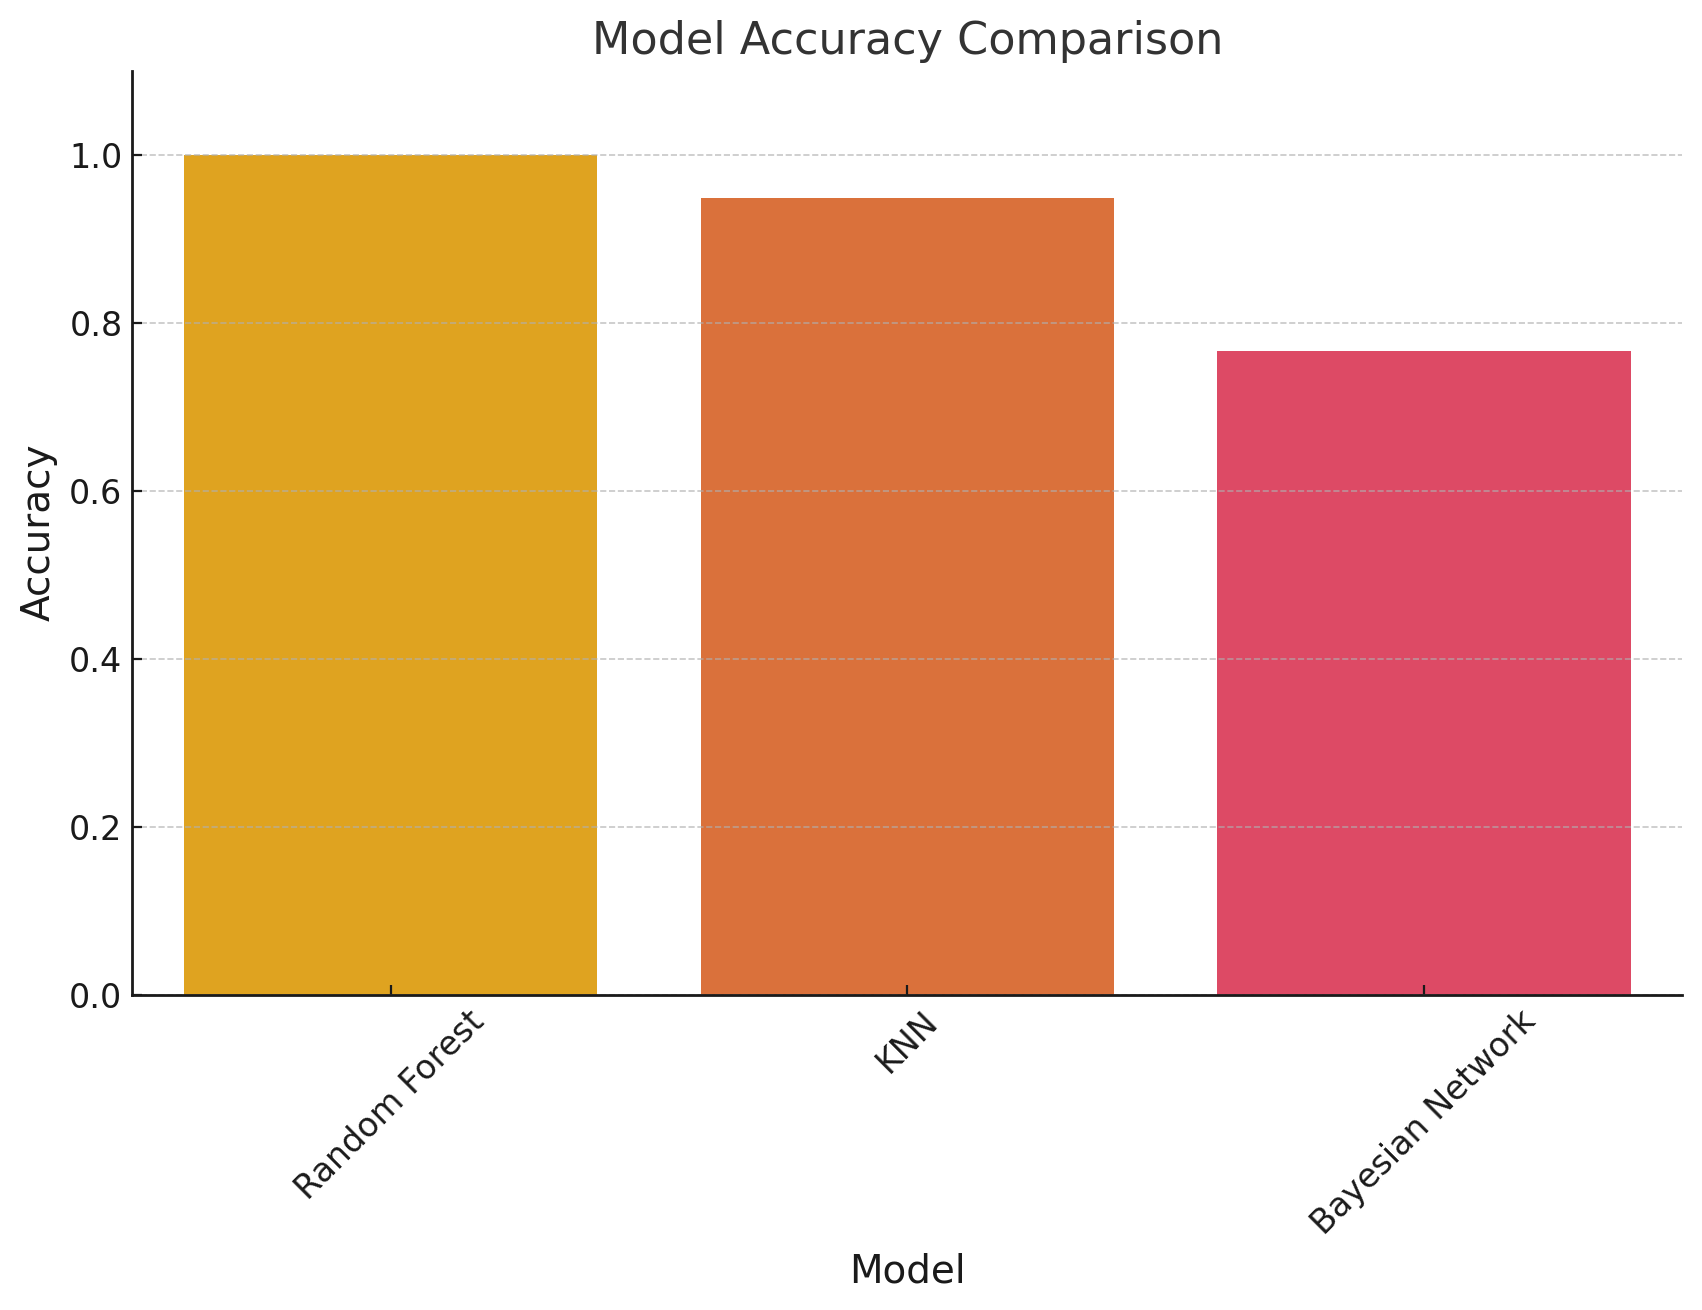 Model Accuracy Comparison
Accuracy
1.0
0.8
0.6
0.4
0.2
0.0
Random Forest
KNN
Bayesian Network
Model